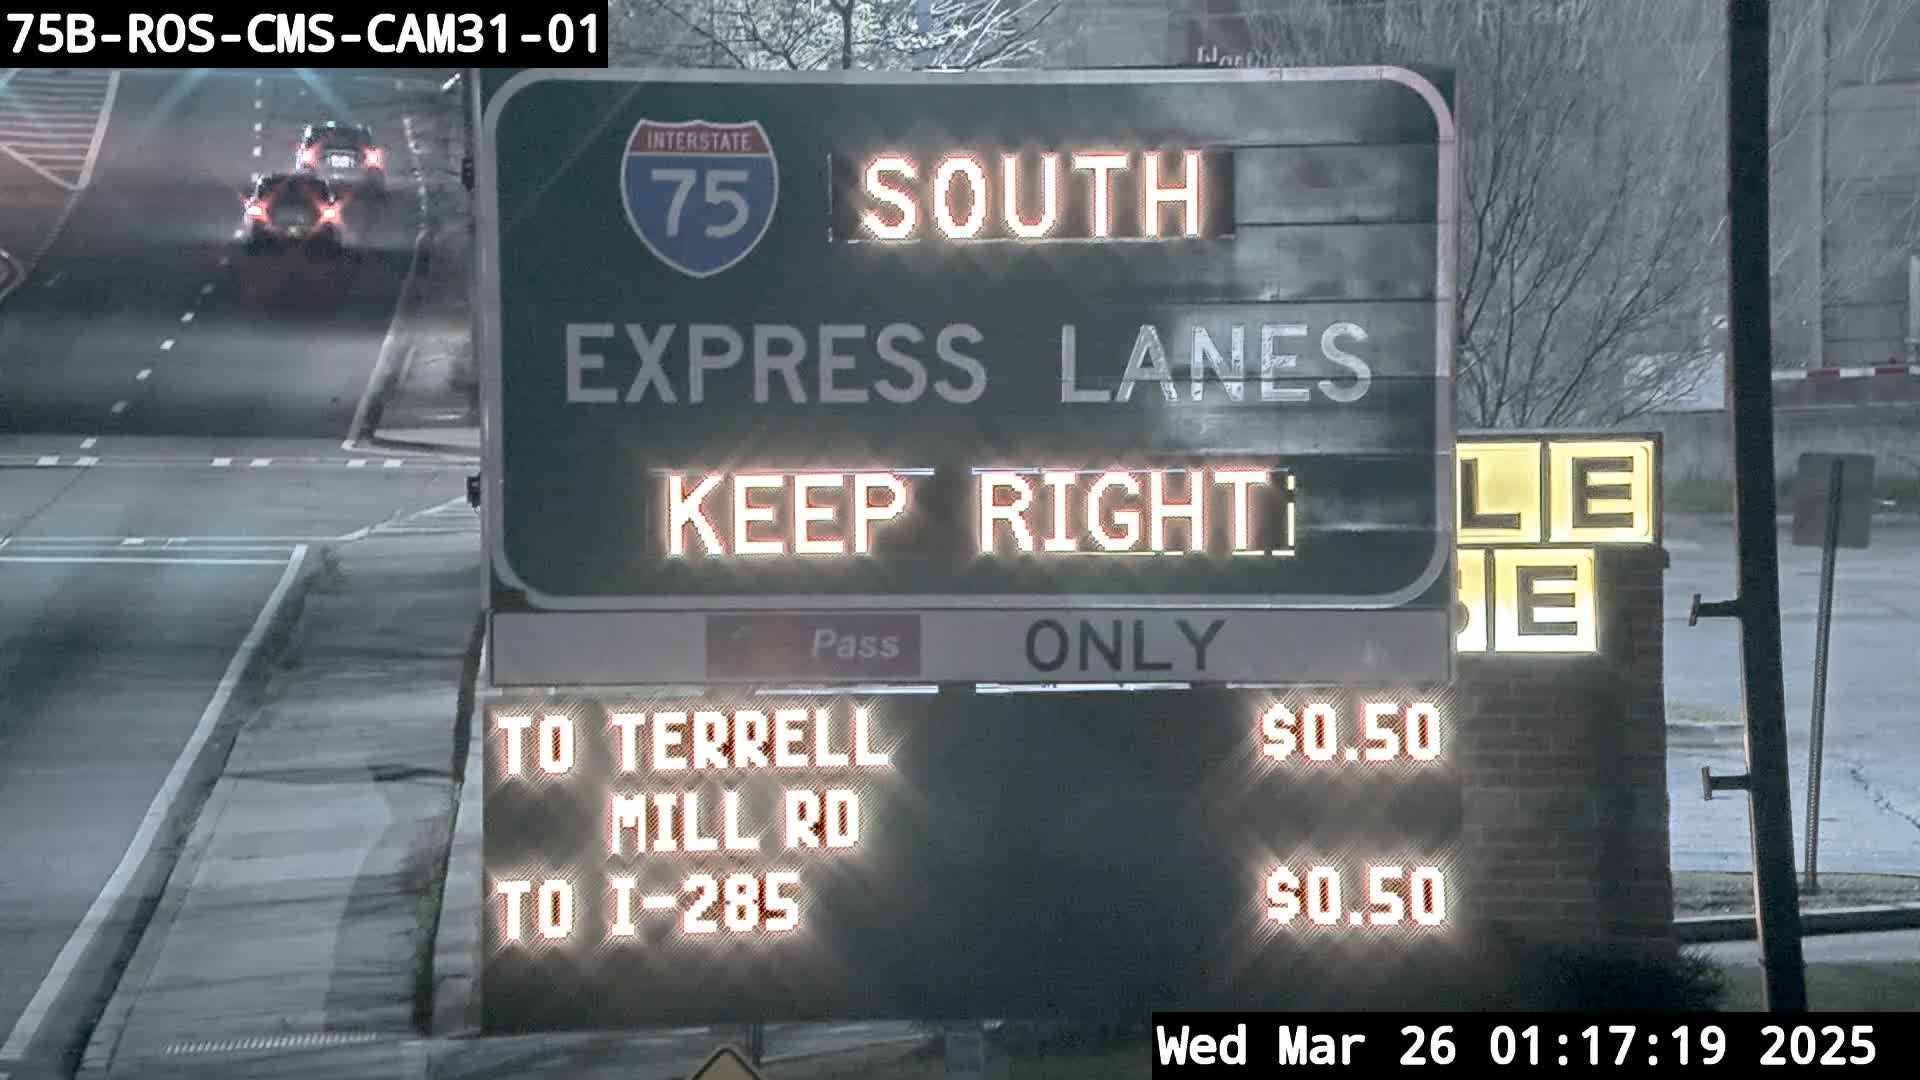 75B-ROS-CMS-CAM31-01
INTERSTATE
75
SOUTH
EXPRESS LANES
KEEP RIGHT
Pass ONLY
TO TERRELL $0.50
MILL RD
TO I-285 $0.50
LE
E
Wed Mar 26 01:17:19 2025